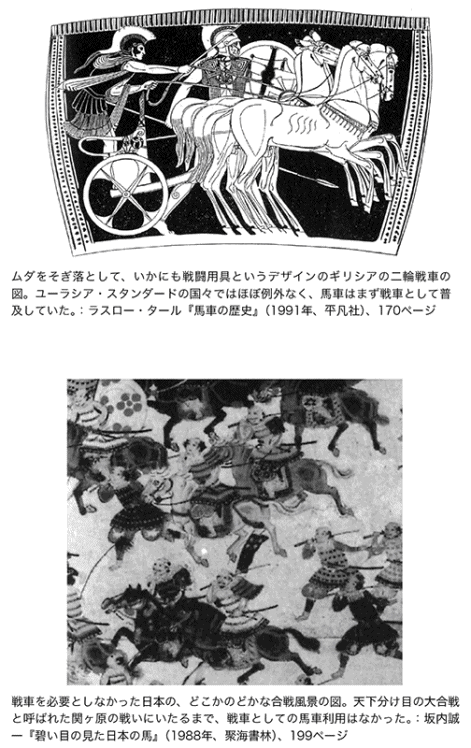 ムダをそぎ落として、いかにも戦闘用具というデザインのギリシアの二輪戦車の
図。ユーラシア・スタンダードの国々ではほぼ例外なく、馬車はまず戦車として普
及していた。：ラスロー・タール『馬車の歴史』（1991年、平凡社）、170ページ
戦車を必要としなかった日本の、どこかのどかな合戦風景の図。天下分け目の大合戦
と呼ばれた関ヶ原の戦いにいたるまで、戦車としての馬車利用はなかった。：坂内誠
一『碧い目の見た日本の馬』（1988年、聚海書林）、199ページ